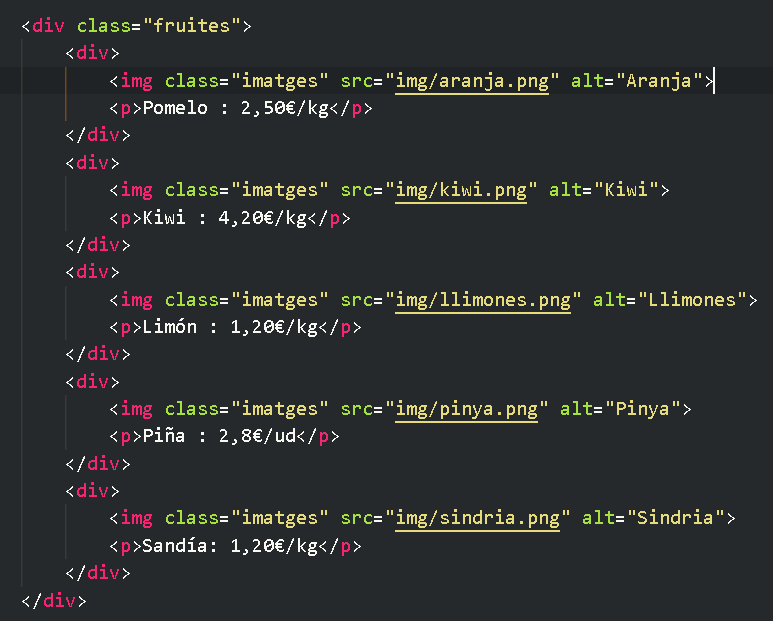 <div class="fruites">
<div>
<img class="imatges" src="img/aranja.png" alt="Aranja">
<p>Pomelo : 2,50€/kg</p>
</div>
<div>
<img class="imatges" src="img/kiwi.png" alt="Kiwi">
<p>Kiwi : 4,20€/kg</p>
</div>
<div>
<img class="imatges" src="img/llimones.png" alt="Llimones">
<p>Limón : 1,20€/kg</p>
</div>
<div>
<img class="imatges" src="img/pinya.png" alt="Pinya">
<p>Piña : 2,8€/ud</p>
</div>
<div>
<img class="imatges" src="img/sindria.png" alt="Sindria">
<p>Sandía: 1,20€/kg</p>
</div>
</div>